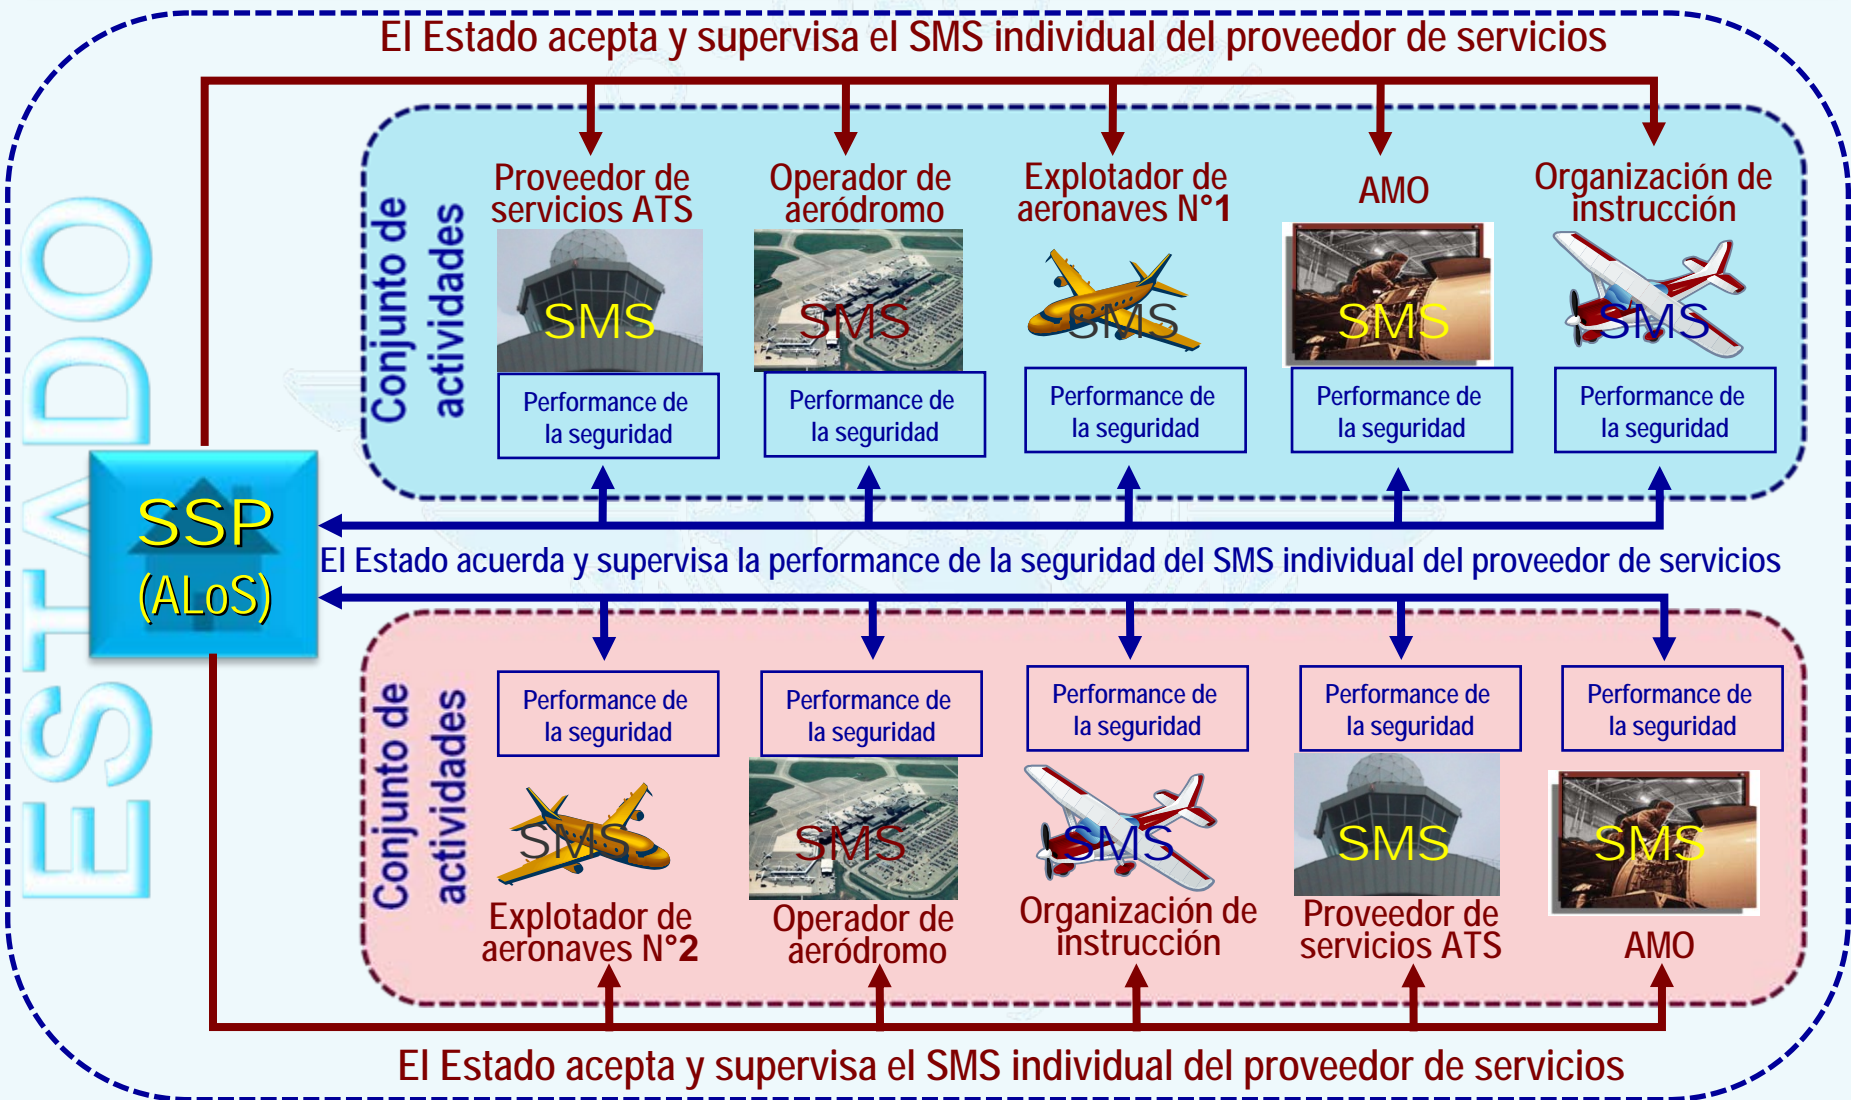 El Estado acepta y supervisa el SMS individual del proveedor de servicios
ESTADO
SSP
(ALoS)
Conjunto de
actividades
Proveedor de
servicios ATS
SMS
Performance de
la seguridad
Operador de
aeródromo
SMS
Performance de
la seguridad
Explotador de
aeronaves N°1
SMS
Performance de
la seguridad
AMO
SMS
Performance de
la seguridad
Organización de
instrucción
SMS
Performance de
la seguridad
El Estado acuerda y supervisa la performance de la seguridad del SMS individual del proveedor de servicios
Conjunto de
actividades
Performance de
la seguridad
SMS
Explotador de
aeronaves N°2
Performance de
la seguridad
SMS
Operador de
aeródromo
Performance de
la seguridad
SMS
Organización de
instrucción
Performance de
la seguridad
SMS
Proveedor de
servicios ATS
Performance de
la seguridad
SMS
AMO
El Estado acepta y supervisa el SMS individual del proveedor de servicios